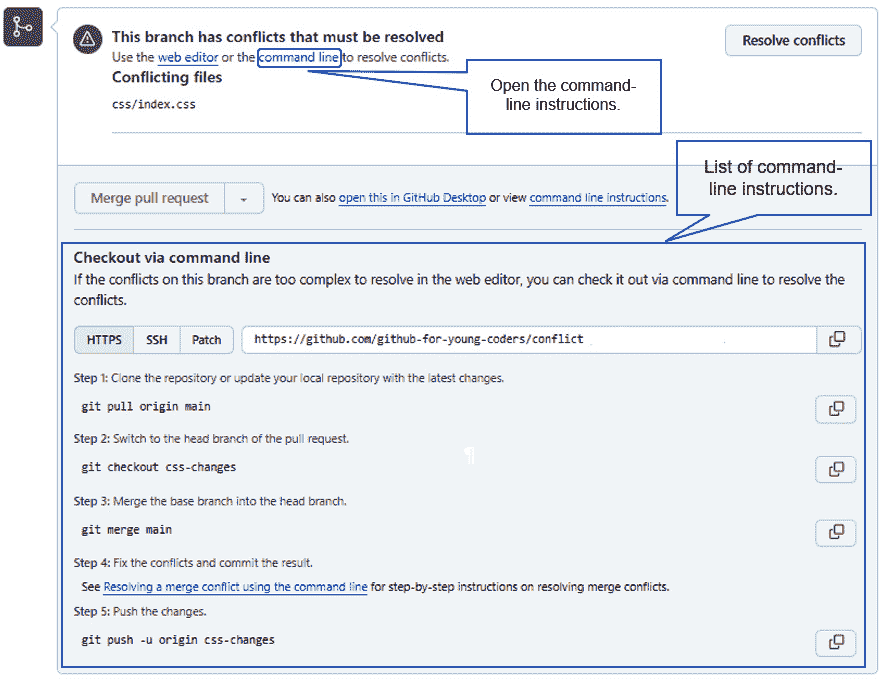 This branch has conflicts that must be resolved
Use the web editor or the command line to resolve conflicts.
Resolve conflicts
Conflicting files
css/index.css
Open the command-
line instructions.
List of command-
line instructions.
Merge pull request
You can also open this in GitHub Desktop or view command line instructions.
Checkout via command line
If the conflicts on this branch are too complex to resolve in the web editor, you can check it out via command line to resolve the
conflicts.
HTTPS SSH Patch https://github.com/github-for-young-coders/conflict
Step 1: Clone the repository or update your local repository with the latest changes.
git pull origin main
Step 2: Switch to the head branch of the pull request.
¶
git checkout css-changes
Step 3: Merge the base branch into the head branch.
git merge main
Step 4: Fix the conflicts and commit the result.
See Resolving a merge conflict using the command line for step-by-step instructions on resolving merge conflicts.
Step 5: Push the changes.
git push -u origin css-changes